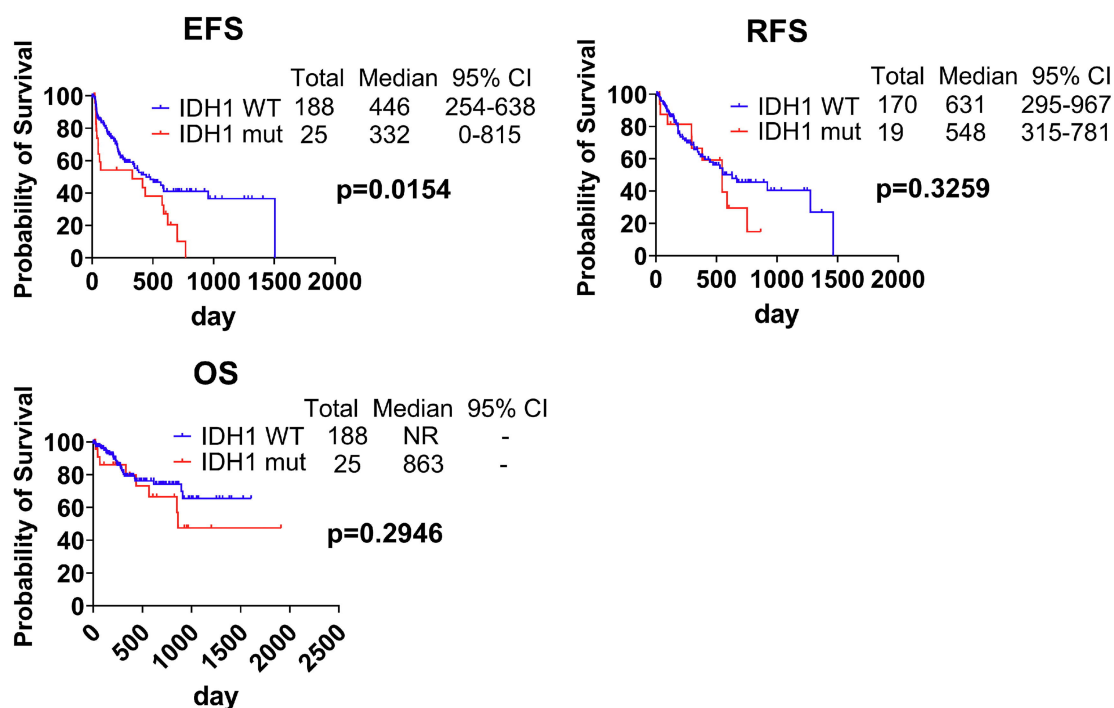 EFS
Total Median 95% CI
IDH1 WT 188 446 254-638
IDH1 mut 25 332 0-815
p=0.0154
Probability of Survival
100
80
60
40
20
0
0 500 1000 1500 2000
day
RFS
Total Median 95% CI
IDH1 WT 170 631 295-967
IDH1 mut 19 548 315-781
p=0.3259
Probability of Survival
100
80
60
40
20
0
0 500 1000 1500 2000
day
OS
Total Median 95% CI
IDH1 WT 188 NR -
IDH1 mut 25 863 -
p=0.2946
Probability of Survival
100
80
60
40
20
0
0 500 1000 1500 2000 2500
day